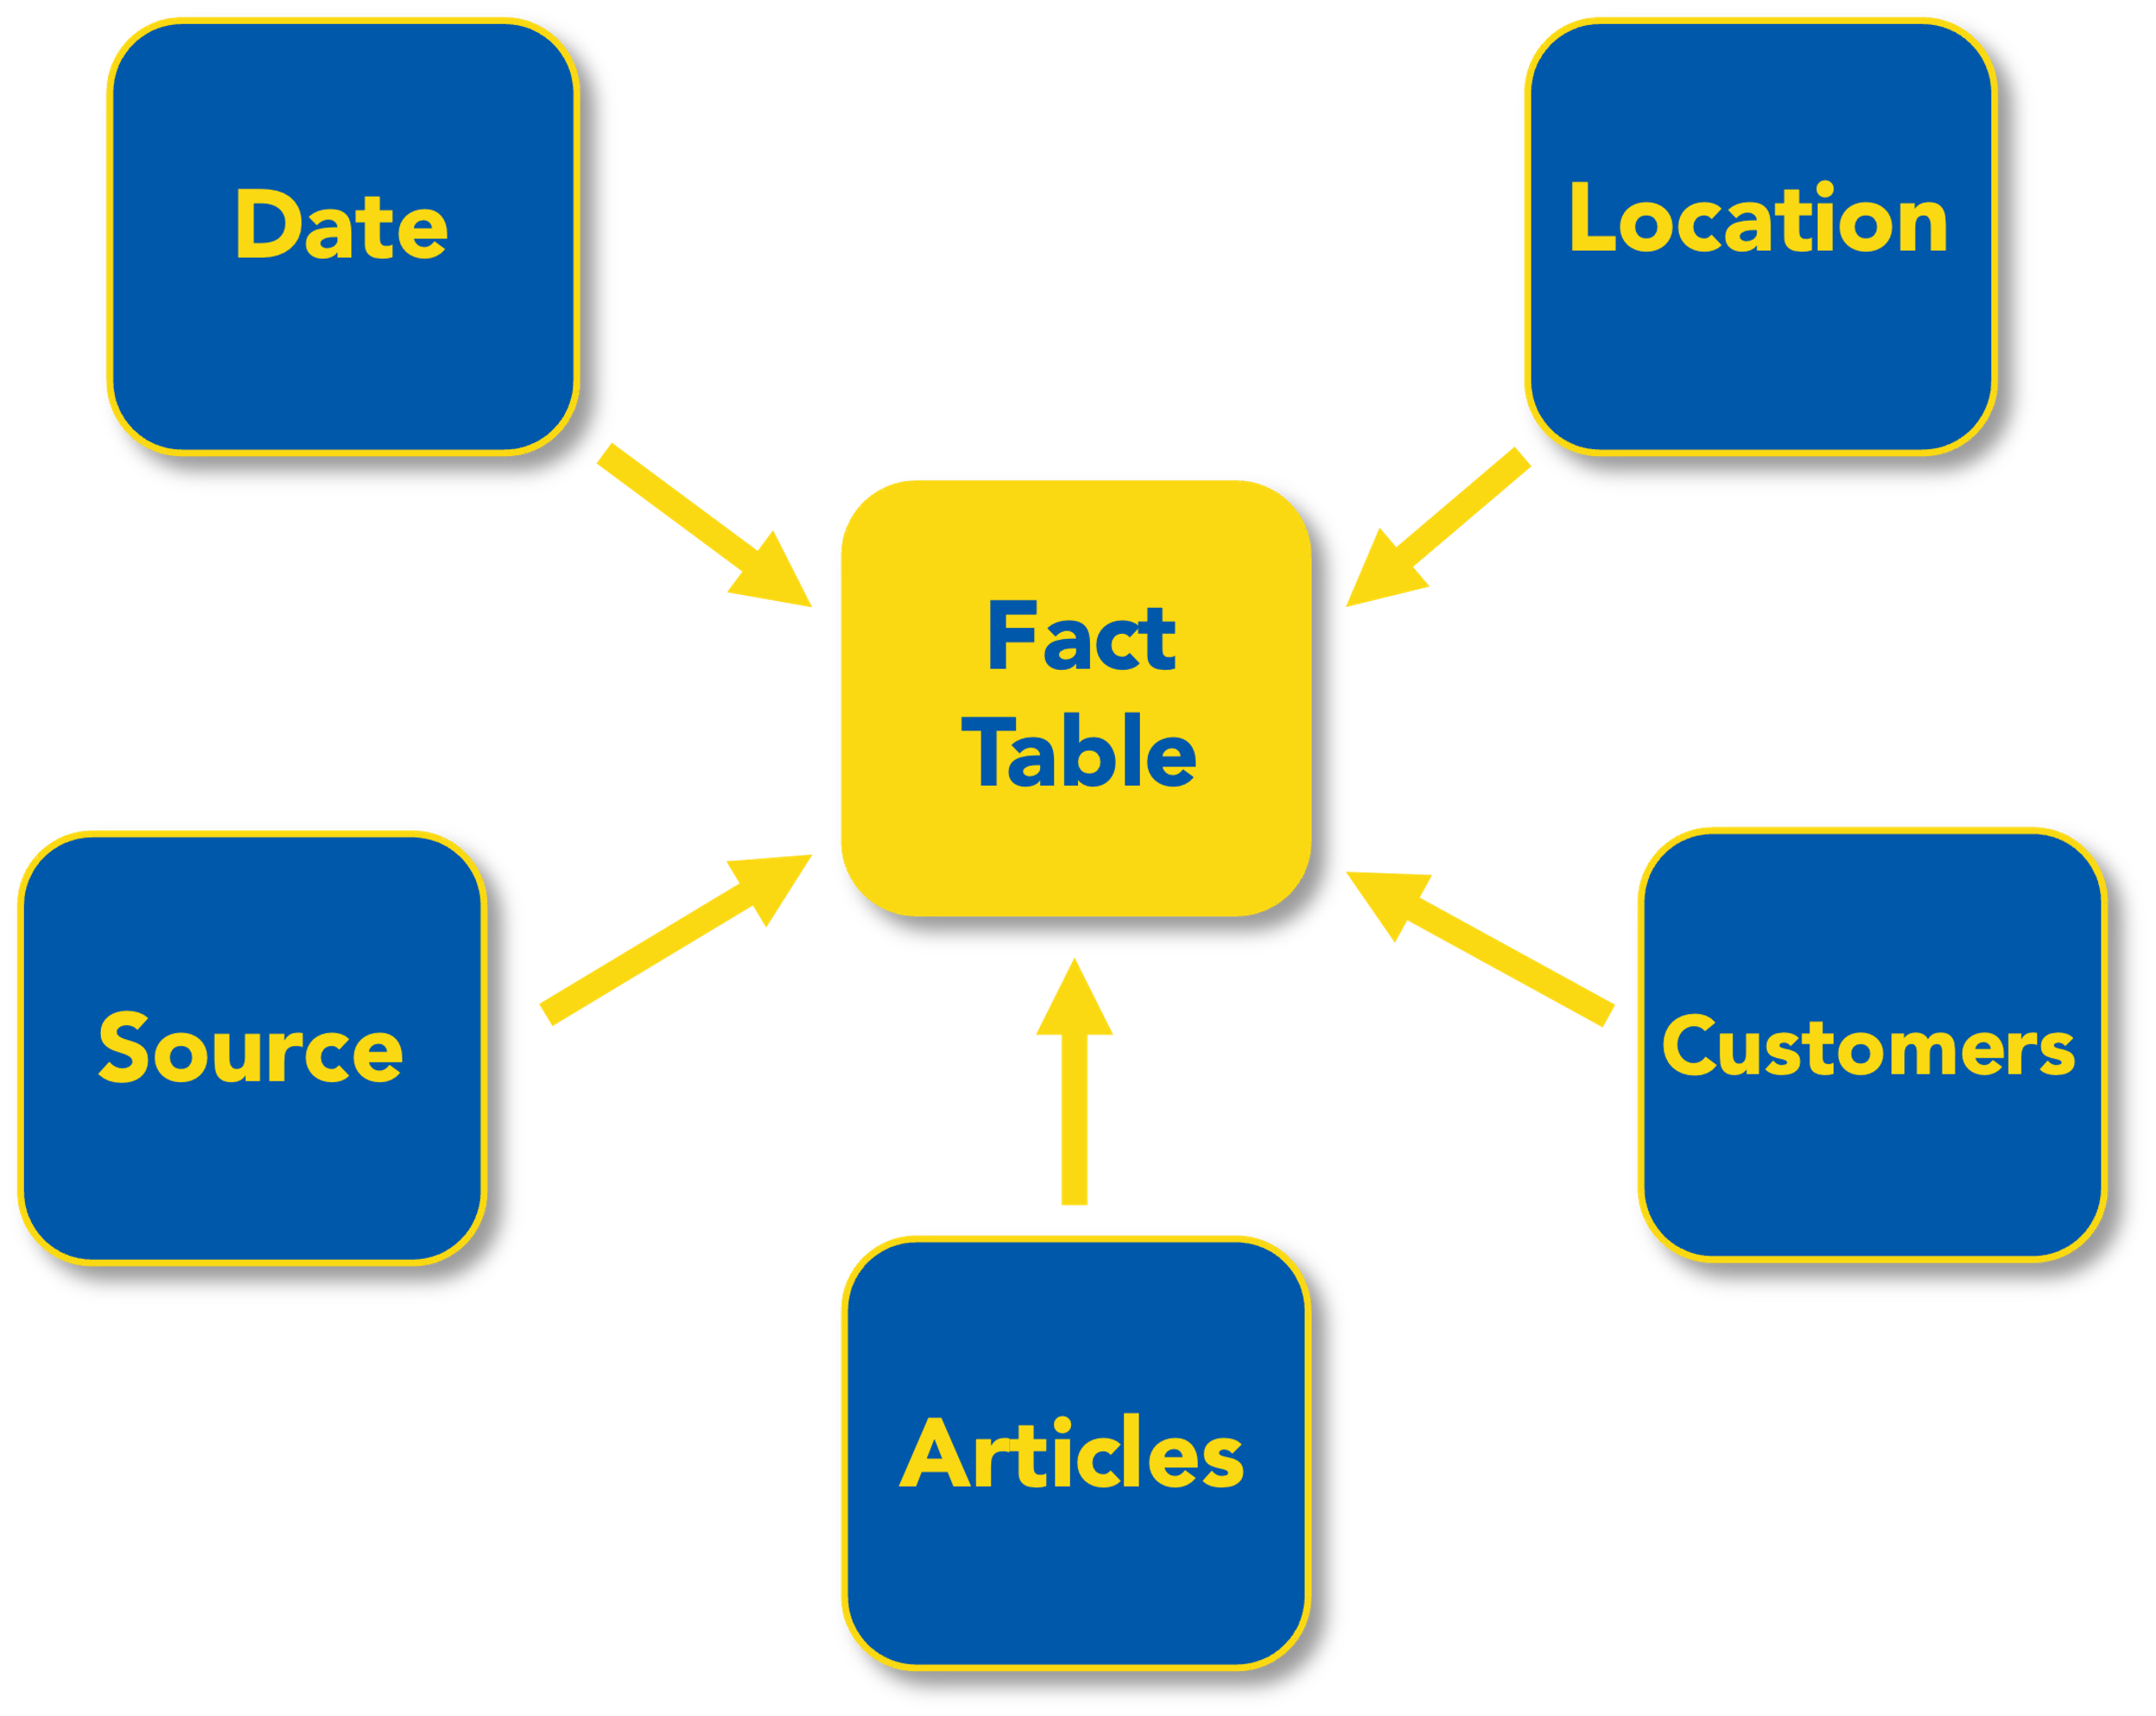 Date
Location
Fact
Table
Source
Customers
Articles